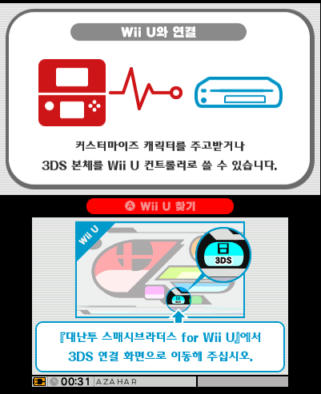 Wii U와 연결
커스터마이즈 캐릭터를 주고받거나
3DS 본체를 Wii U 컨트롤러로 쓸 수 있습니다.
Ⓐ Wii U 찾기
Wii U
3DS
『대난투 스매시브라더스 for Wii U』에서
3DS 연결 화면으로 이동해 주십시오.
00:31 AZAHAR